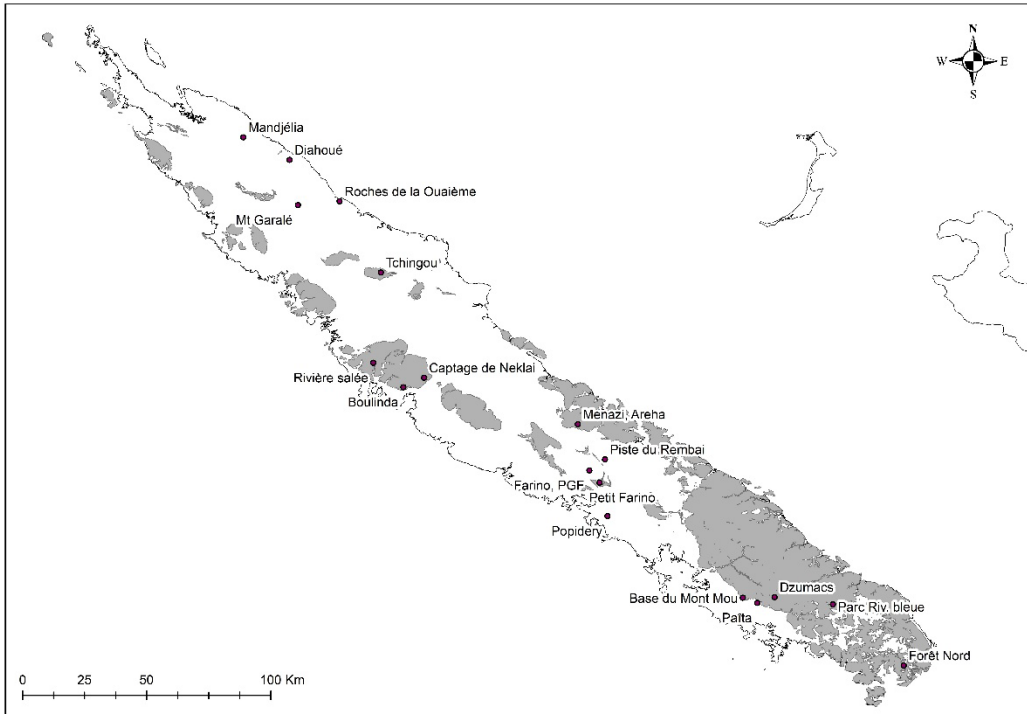 N
W E
S
Mandjélia
Diahoué
Roches de la Ouaième
Mt Garalé
Tchingou
Rivière salée
Captage de Neklai
Boulinda
Menazi, Areha
Piste du Rembai
Farino, PGF
Petit Farino
Popidery
Dzumacs
Base du Mont Mou
Païta
Parc Riv. bleue
Forêt Nord
0 25 50 100 Km